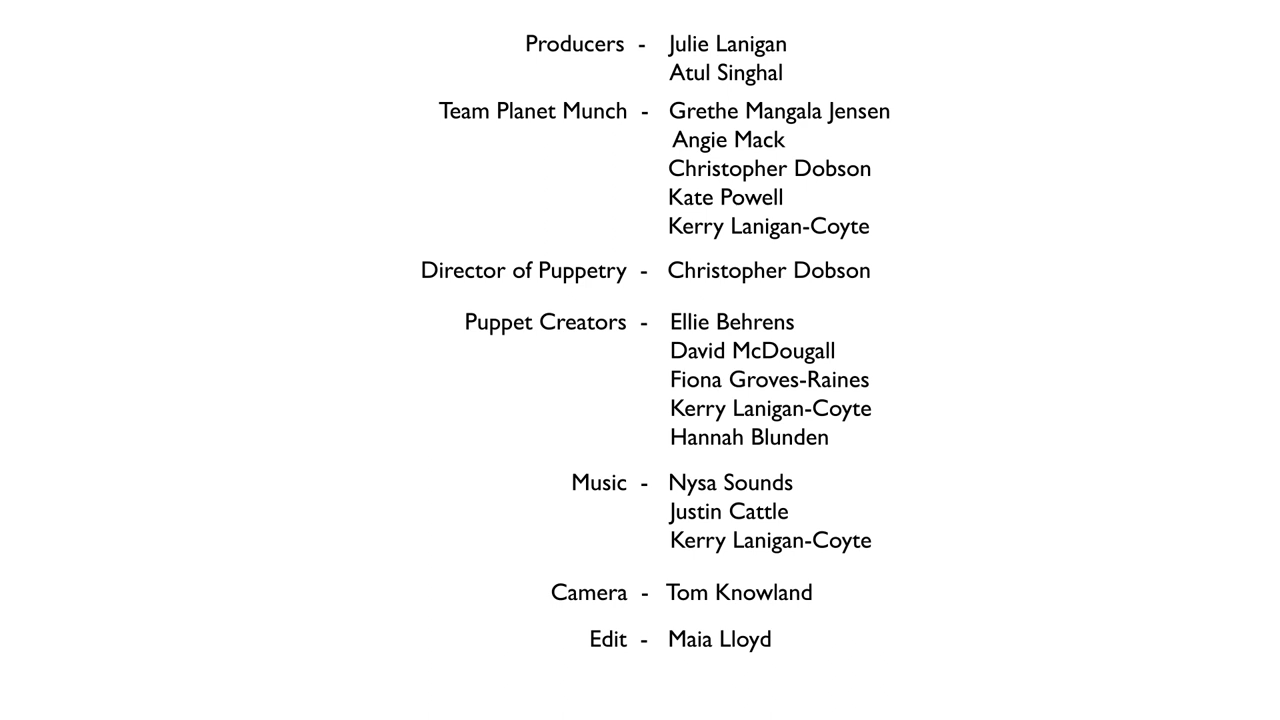 Producers - Julie Lanigan
Atul Singhal
Team Planet Munch - Grethe Mangala Jensen
Angie Mack
Christopher Dobson
Kate Powell
Kerry Lanigan-Coyte
Director of Puppetry - Christopher Dobson
Puppet Creators - Ellie Behrens
David McDougall
Fiona Groves-Raines
Kerry Lanigan-Coyte
Hannah Blunden
Music - Nysa Sounds
Justin Cattle
Kerry Lanigan-Coyte
Camera - Tom Knowland
Edit - Maia Lloyd